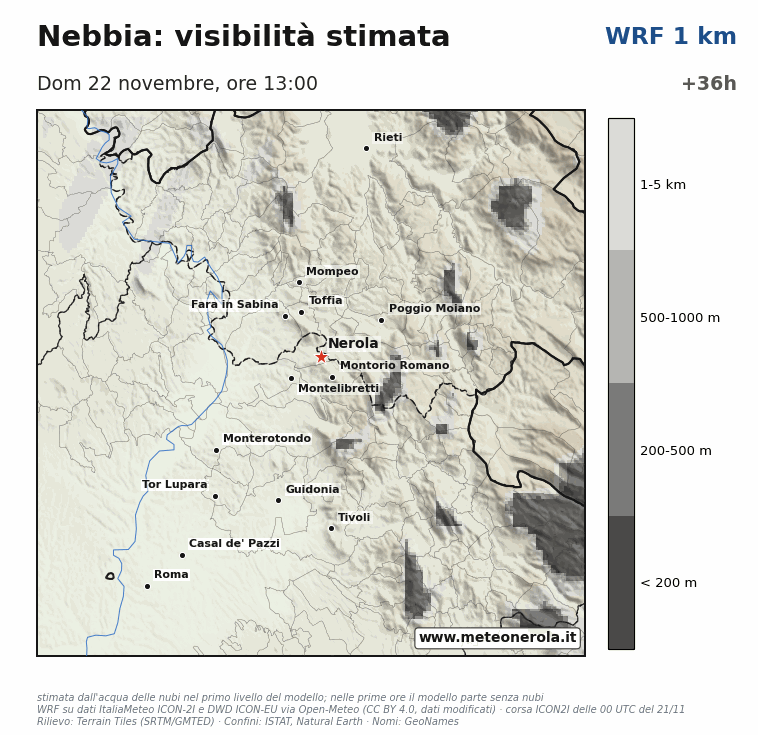 Nebbia: visibilità stimata
WRF 1 km
Dom 22 novembre, ore 13:00
+36h
Rieti
1-5 km
Mompeo
Fara in Sabina
Toffia
Poggio Moiano
500-1000 m
Nerola
Montorio Romano
Montelibretti
Monterotondo
200-500 m
Tor Lupara
Guidonia
Tivoli
Casal de' Pazzi
Roma
< 200 m
www.meteonerola.it
stimata dall'acqua delle nubi nel primo livello del modello; nelle prime ore il modello parte senza nubi
WRF su dati ItaliaMeteo ICON-2I e DWD ICON-EU via Open-Meteo (CC BY 4.0, dati modificati) · corsa ICON2I delle 00 UTC del 21/11
Rilievo: Terrain Tiles (SRTM/GMTED) · Confini: ISTAT, Natural Earth · Nomi: GeoNames